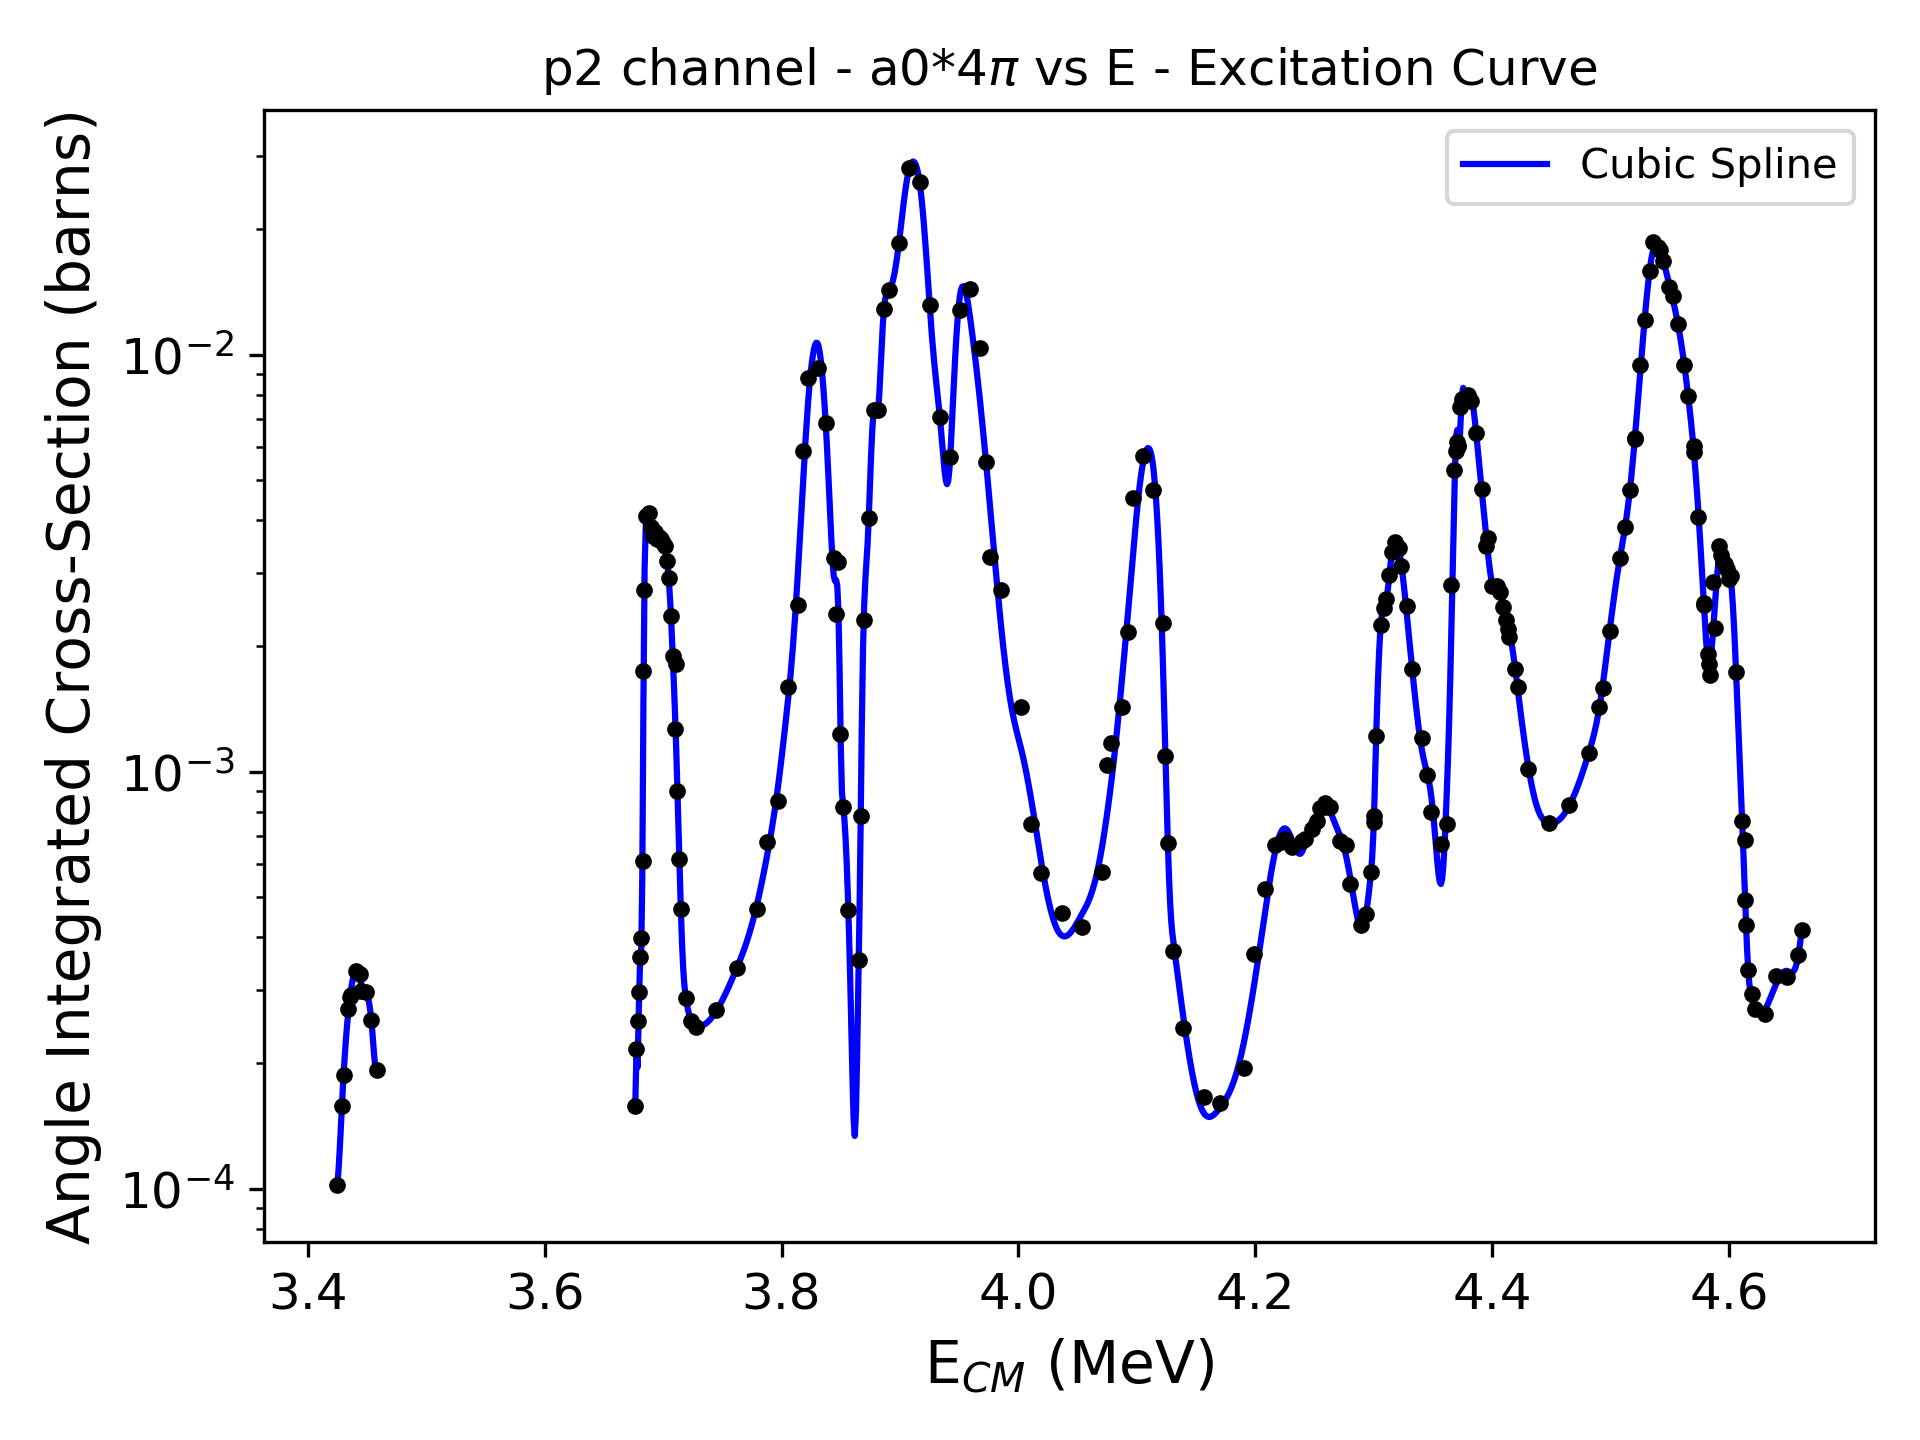 p2 channel - a0*4π vs E - Excitation Curve
Cubic Spline
Angle Integrated Cross-Section (barns)
10⁻²
10⁻³
10⁻⁴
3.4 3.6 3.8 4.0 4.2 4.4 4.6
E_CM (MeV)